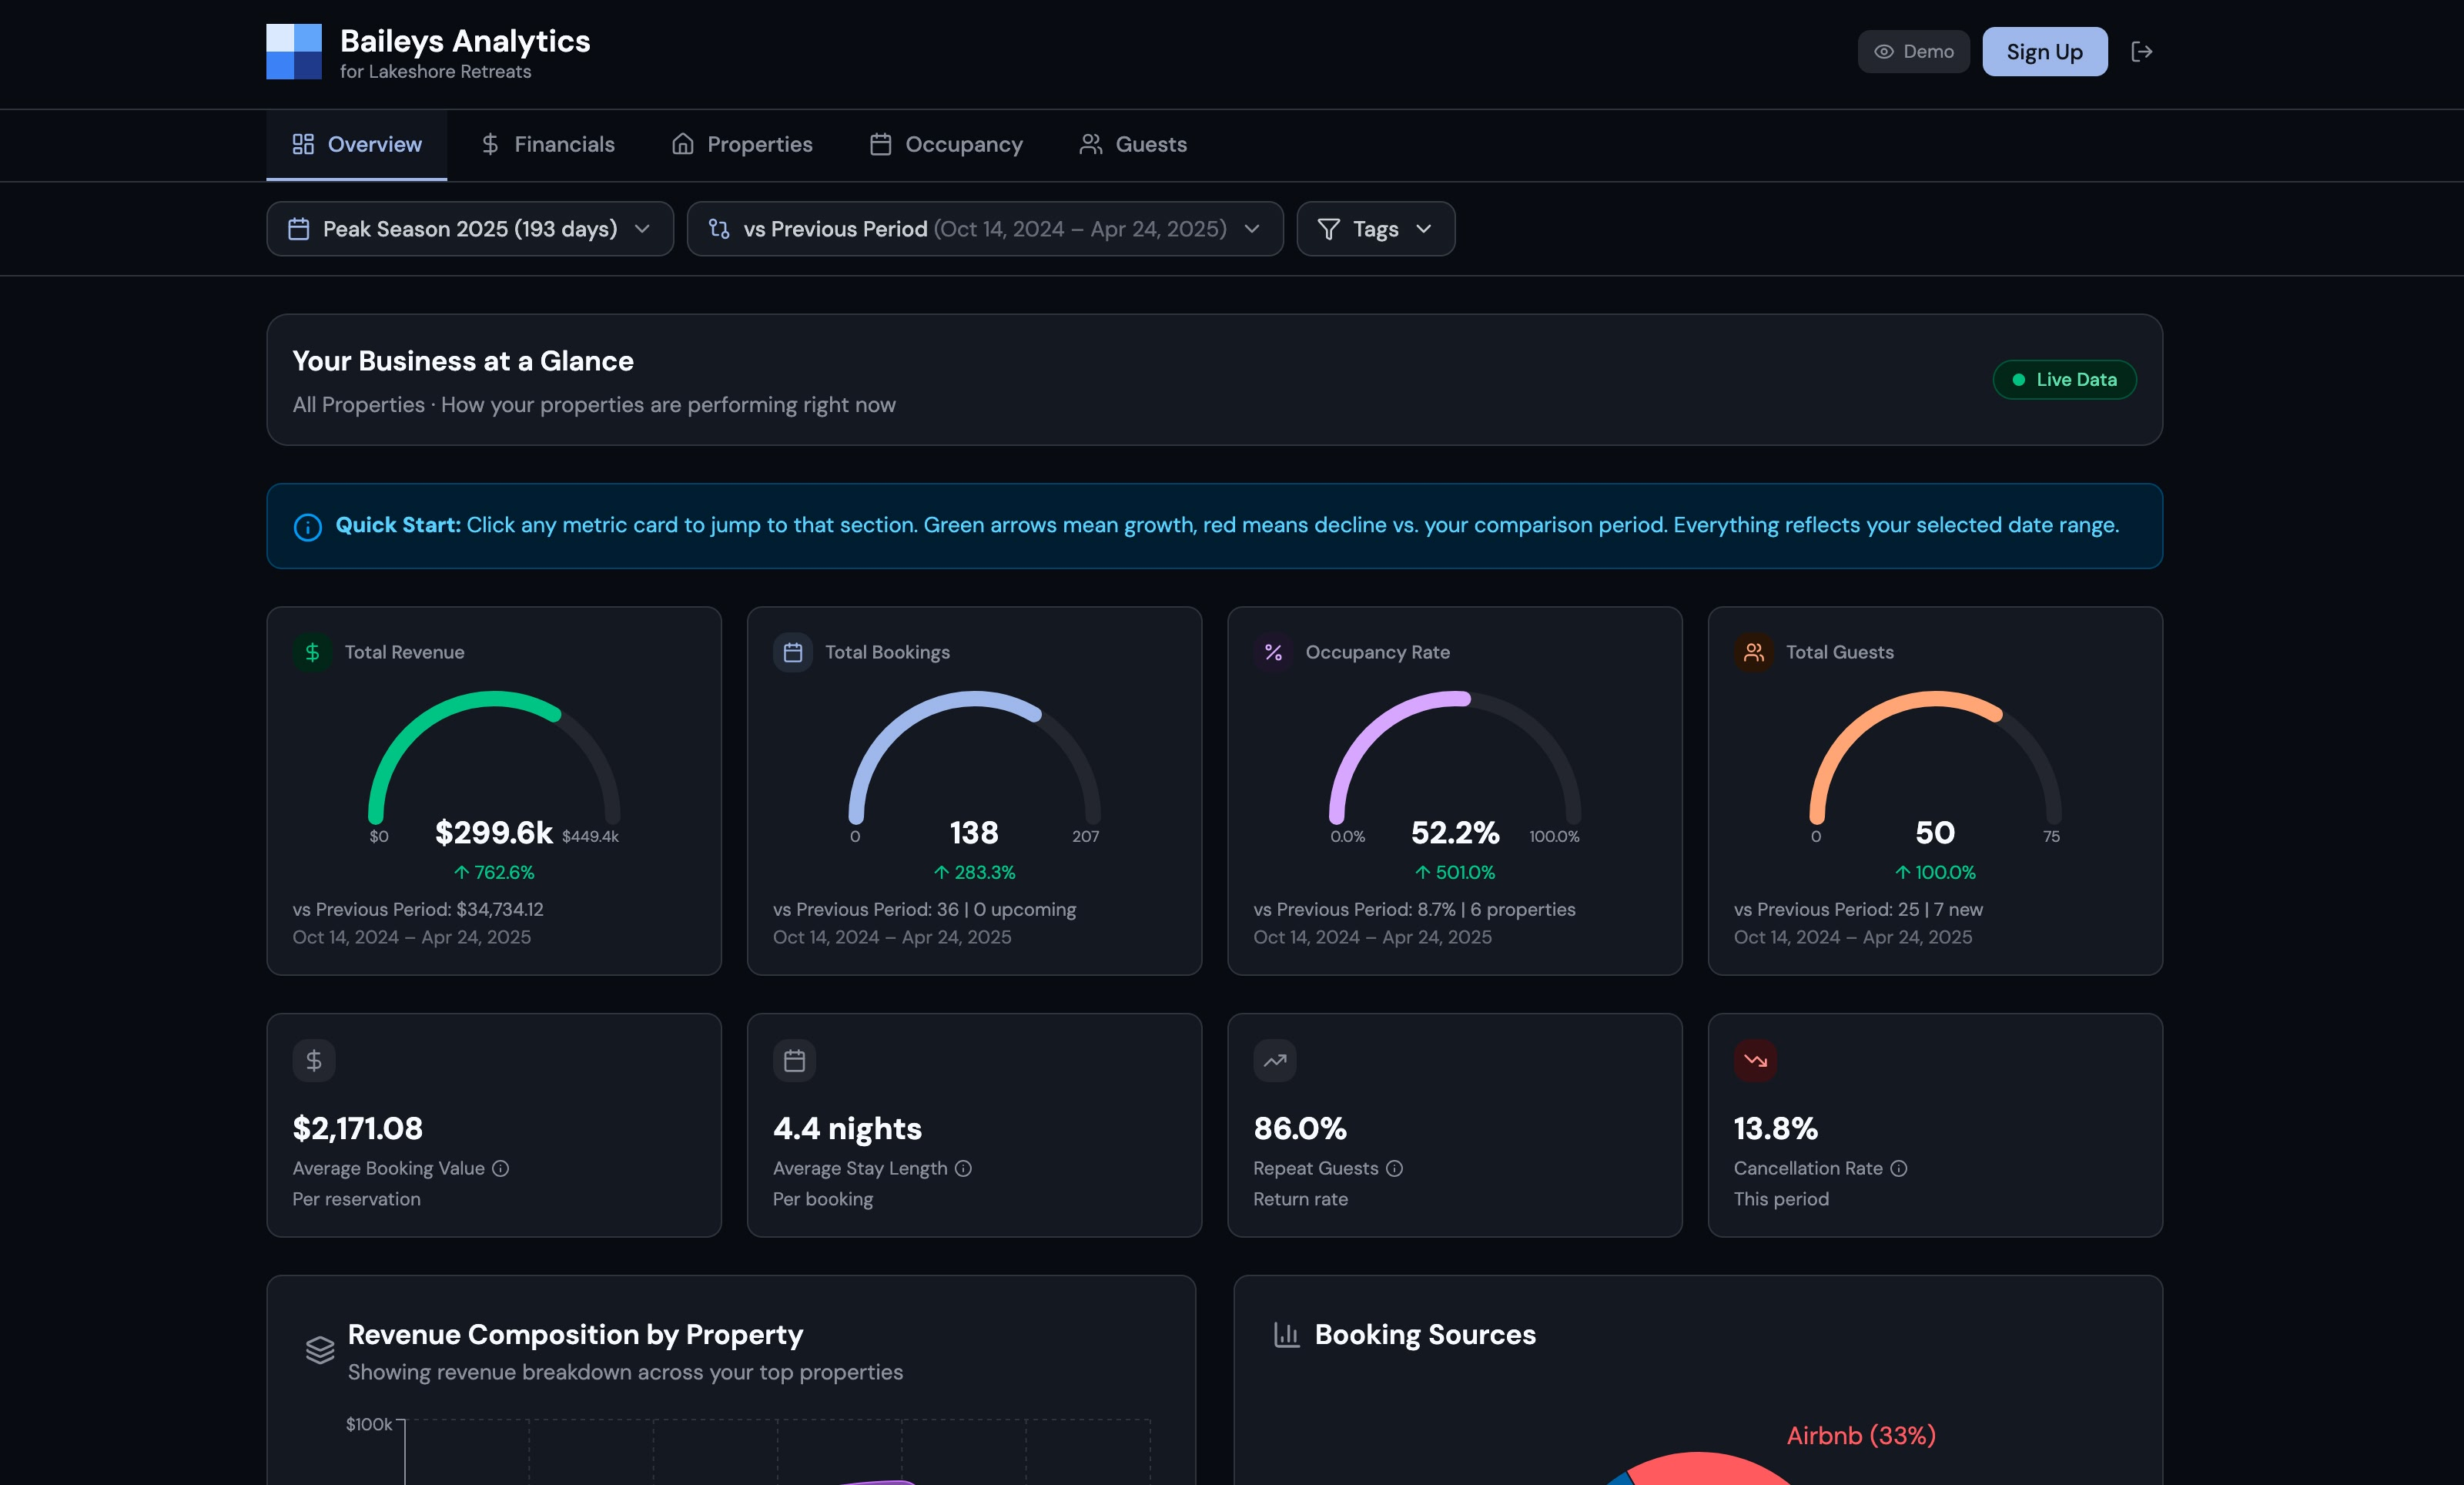 Baileys Analytics
for Lakeshore Retreats
Demo
Sign Up
Overview
Financials
Properties
Occupancy
Guests
Peak Season 2025 (193 days)
vs Previous Period (Oct 14, 2024 – Apr 24, 2025)
Tags
Your Business at a Glance
All Properties · How your properties are performing right now
Live Data
Quick Start: Click any metric card to jump to that section. Green arrows mean growth, red means decline vs. your comparison period. Everything reflects your selected date range.
Total Revenue
$0
$299.6k
$449.4k
↑ 762.6%
vs Previous Period: $34,734.12
Oct 14, 2024 – Apr 24, 2025
Total Bookings
0
138
207
↑ 283.3%
vs Previous Period: 36 | 0 upcoming
Oct 14, 2024 – Apr 24, 2025
Occupancy Rate
0.0%
52.2%
100.0%
↑ 501.0%
vs Previous Period: 8.7% | 6 properties
Oct 14, 2024 – Apr 24, 2025
Total Guests
0
50
75
↑ 100.0%
vs Previous Period: 25 | 7 new
Oct 14, 2024 – Apr 24, 2025
$2,171.08
Average Booking Value
Per reservation
4.4 nights
Average Stay Length
Per booking
86.0%
Repeat Guests
Return rate
13.8%
Cancellation Rate
This period
Revenue Composition by Property
Showing revenue breakdown across your top properties
$100k
Booking Sources
Airbnb (33%)